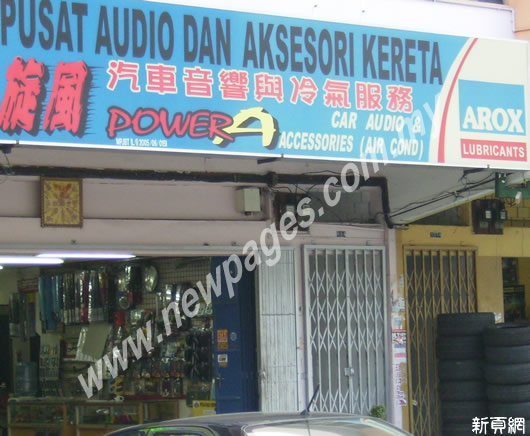 PUSAT AUDIO DAN AKSESORI KERETA
旋風
汽車音響與冷氣服務
POWER 4
CAR AUDIO &
ACCESSORIES (AIR COND)
AROX
LUBRICANTS
www.newpages.com.my
新頁網